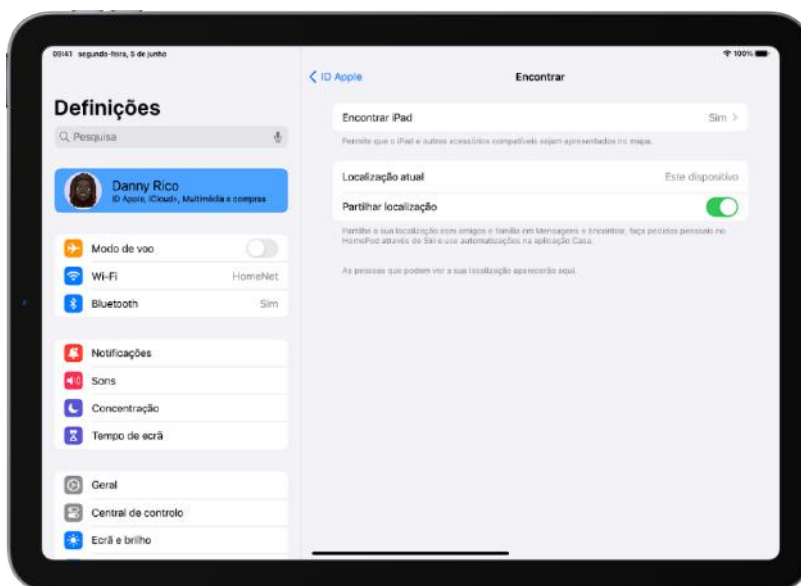 09:41 segunda-feira, 5 de junho
100%
Definições
Pesquisa
Danny Rico
ID Apple, iCloud+, Multimédia e compras
Modo de voo
Wi-Fi
HomeNet
Bluetooth
Sim
Notificações
Sons
Concentração
Tempo de ecrã
Geral
Central de controlo
Ecrã e brilho
ID Apple
Encontrar
Encontrar iPad
Sim
Permite que o iPad e outros acessórios compatíveis sejam apresentados no mapa.
Localização atual
Este dispositivo
Partilhar localização
Partilhe a sua localização com amigos e família em Mensagens e Encontrar, faça pedidos pessoais no
HomePod através de Siri e use automatizações na aplicação Casa.
As pessoas que podem ver a sua localização aparecerão aqui.